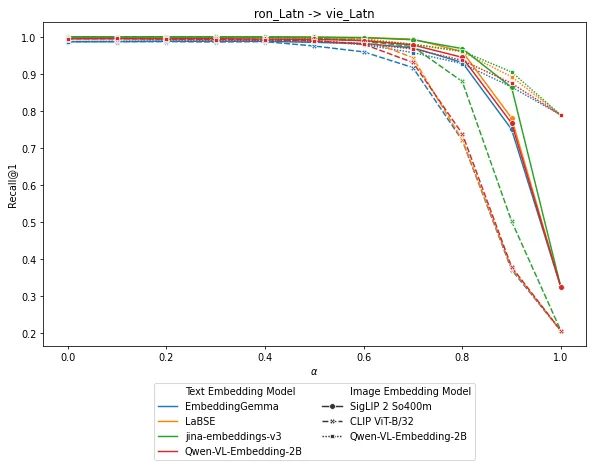 ron_Latn -> vie_Latn
Recall@1
1.0
0.9
0.8
0.7
0.6
0.5
0.4
0.3
0.2
0.0 0.2 0.4 0.6 0.8 1.0
α
Text Embedding Model Image Embedding Model
EmbeddingGemma SigLIP 2 So400m
LaBSE CLIP ViT-B/32
jina-embeddings-v3 Qwen-VL-Embedding-2B
Qwen-VL-Embedding-2B